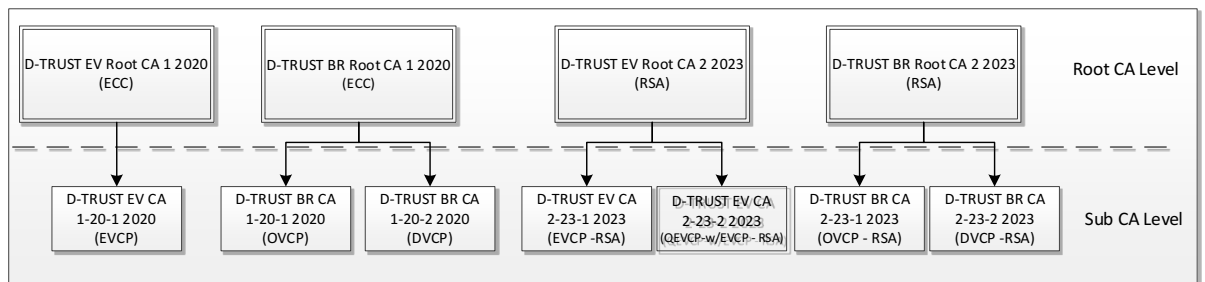 D-TRUST EV Root CA 1 2020
(ECC)
D-TRUST BR Root CA 1 2020
(ECC)
D-TRUST EV Root CA 2 2023
(RSA)
D-TRUST BR Root CA 2 2023
(RSA)
Root CA Level
D-TRUST EV CA
1-20-1 2020
(EVCP)
D-TRUST BR CA
1-20-1 2020
(OVCP)
D-TRUST BR CA
1-20-2 2020
(DVCP)
D-TRUST EV CA
2-23-1 2023
(EVCP -RSA)
D-TRUST EV CA
2-23-2 2023
(QEVCP-w/EVCP - RSA)
D-TRUST BR CA
2-23-1 2023
(OVCP - RSA)
D-TRUST BR CA
2-23-2 2023
(DVCP -RSA)
Sub CA Level